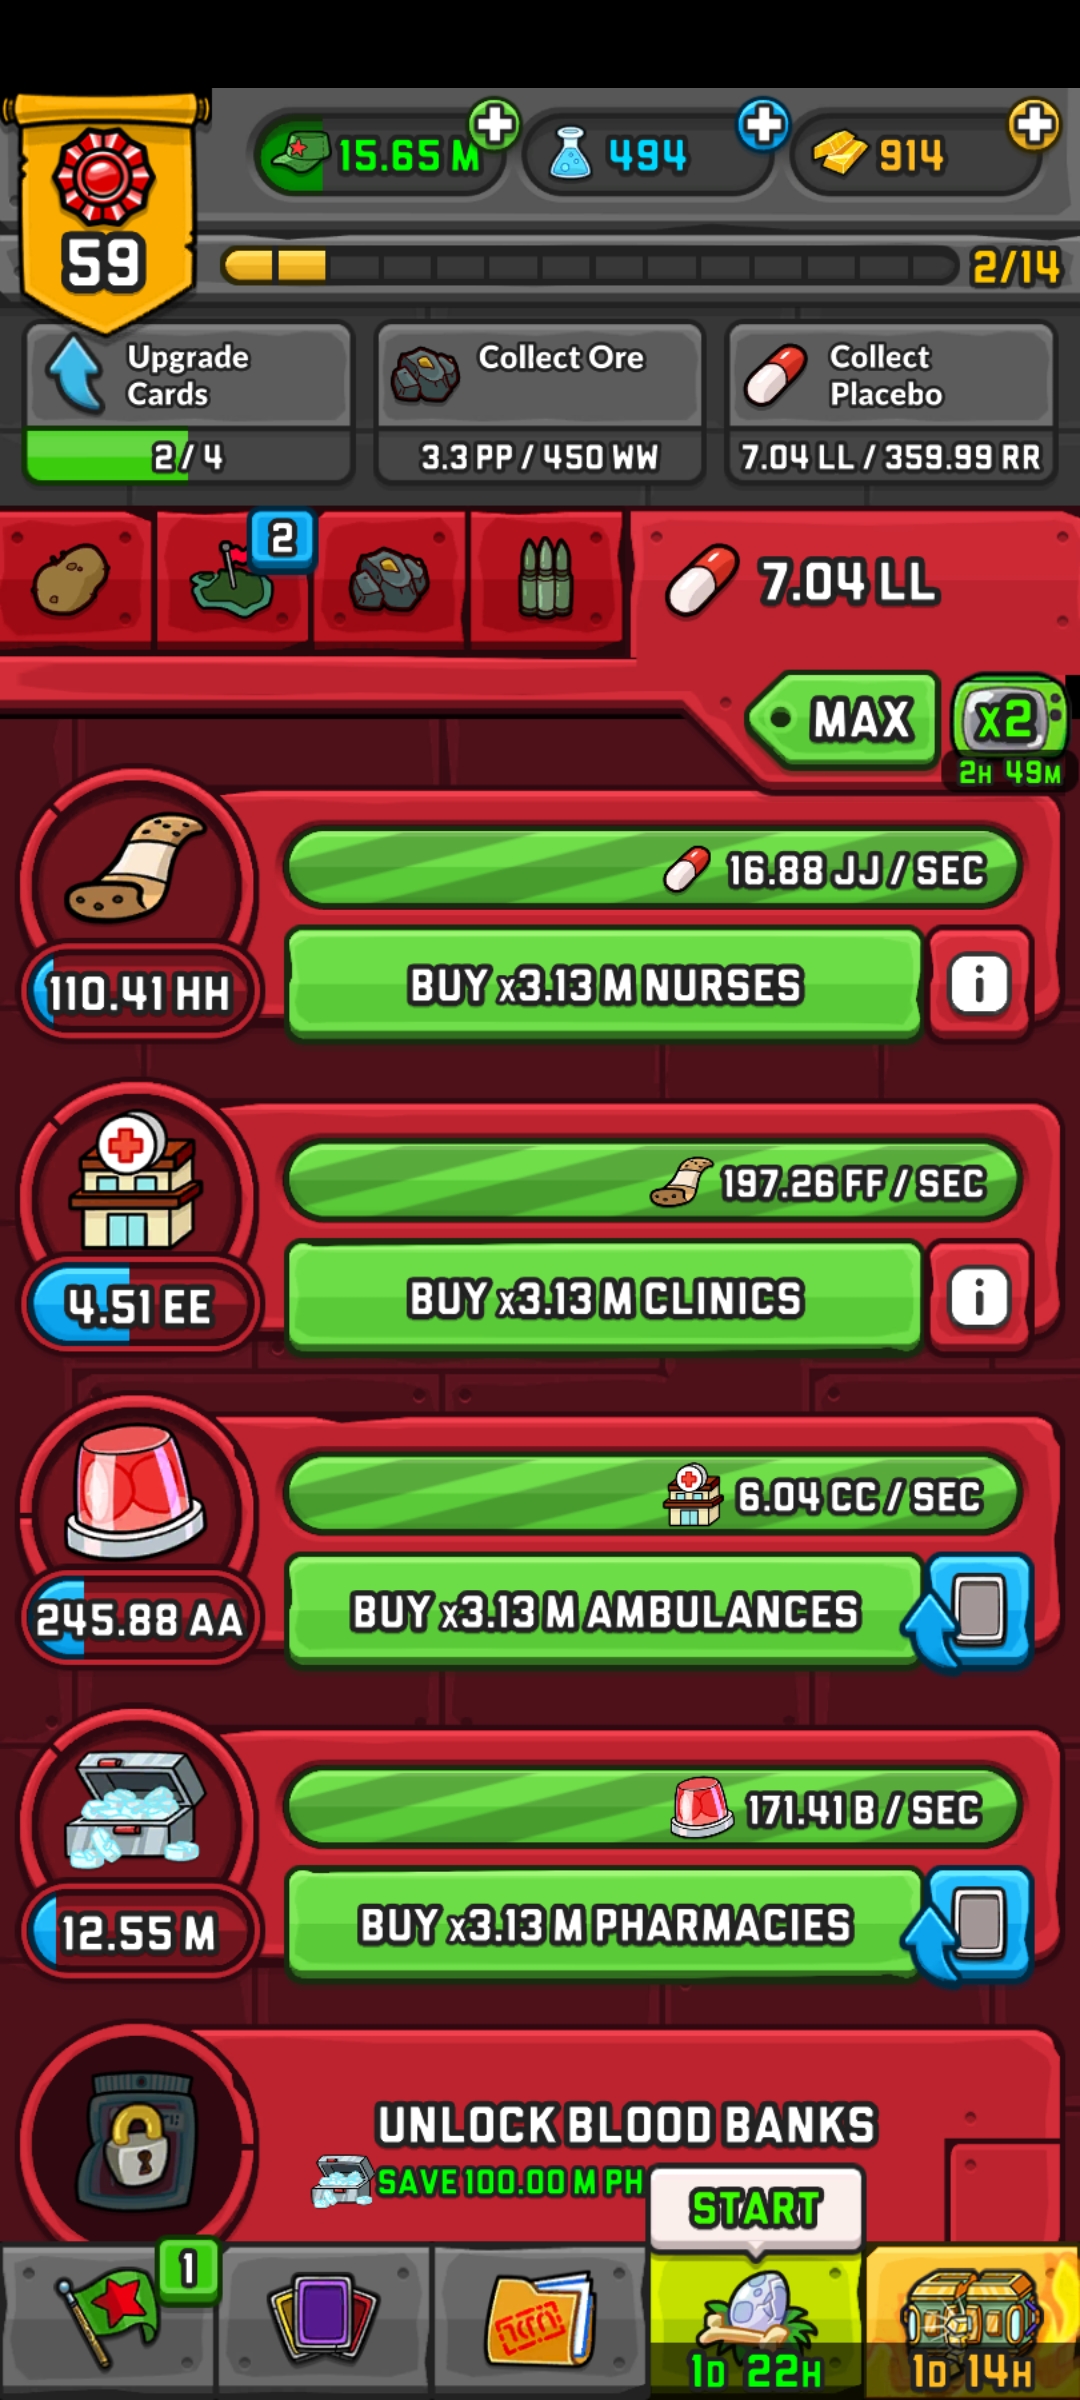 15.65 M
494
914
59
2/14
Upgrade
Cards
2/4
Collect Ore
3.3 PP / 450 WW
Collect
Placebo
7.04 LL / 359.99 RR
2
7.04 LL
MAX
x2
2H 49M
16.88 JJ / SEC
110.41 HH
BUY x3.13 M NURSES
i
197.26 FF / SEC
4.51 EE
BUY x3.13 M CLINICS
i
6.04 CC / SEC
245.88 AA
BUY x3.13 M AMBULANCES
171.41 B / SEC
12.55 M
BUY x3.13 M PHARMACIES
UNLOCK BLOOD BANKS
SAVE 100.00 M PH
START
1
1D 22H
1D 14H